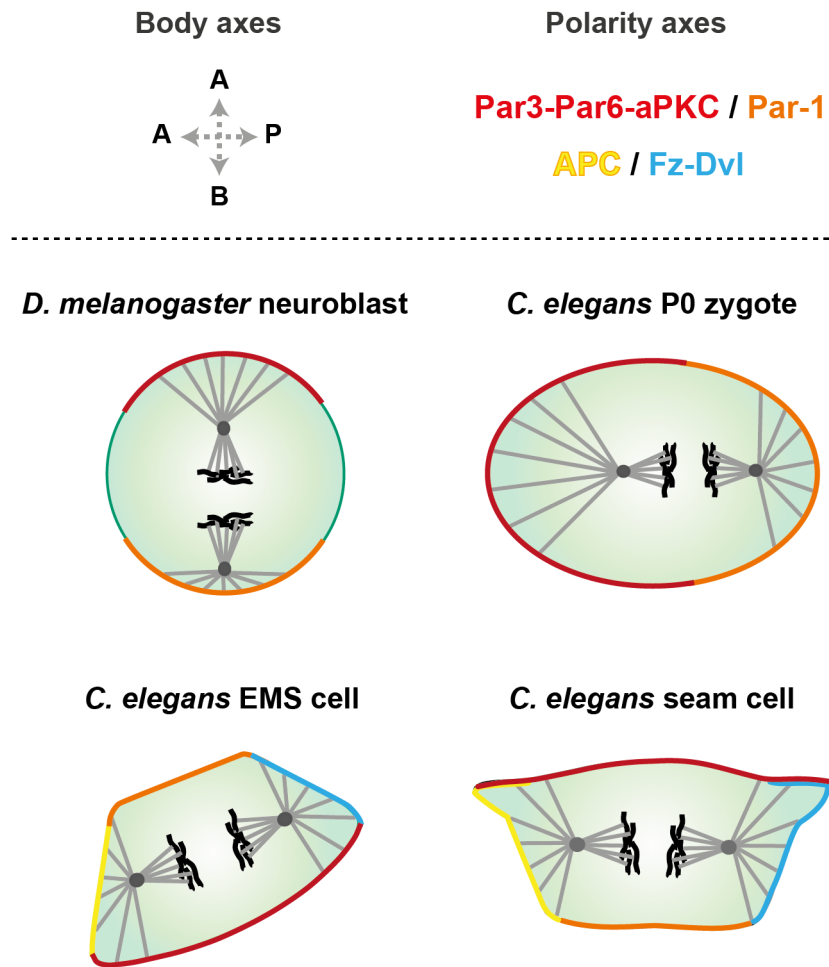 Body axes
Polarity axes
A
A P
B
Par3-Par6-aPKC / Par-1
APC / Fz-Dvl
D. melanogaster neuroblast
C. elegans P0 zygote
C. elegans EMS cell
C. elegans seam cell